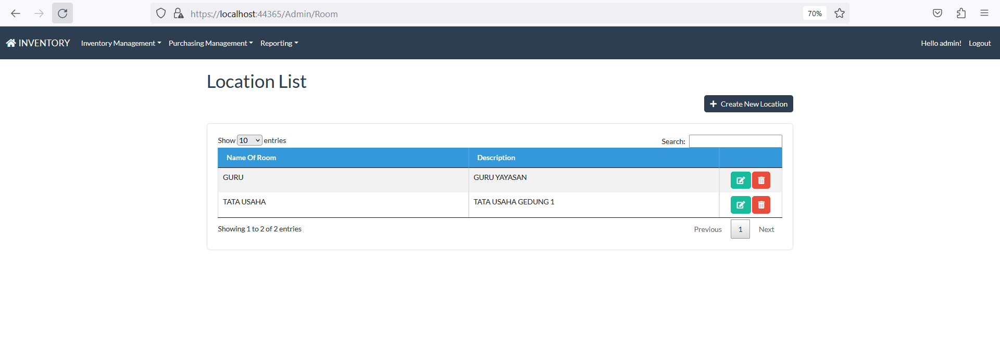 https://localhost:44365/Admin/Room 70%
INVENTORY Inventory Management Purchasing Management Reporting Hello admin! Logout
Location List
Create New Location
Show 10 entries Search:
Name Of Room Description
GURU GURU YAYASAN
TATA USAHA TATA USAHA GEDUNG 1
Showing 1 to 2 of 2 entries Previous 1 Next